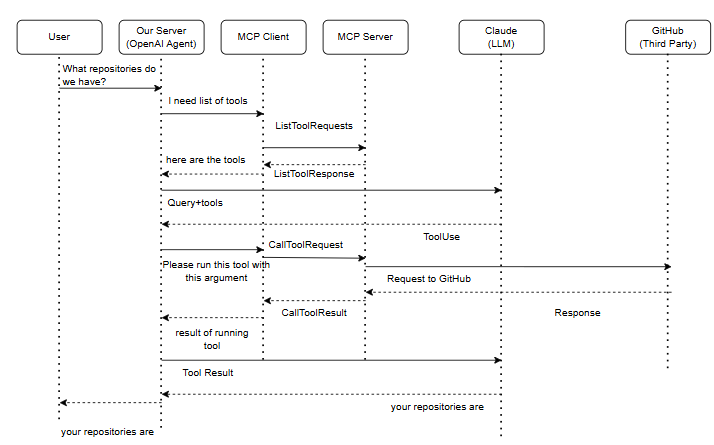 User
Our Server
(OpenAI Agent)
MCP Client
MCP Server
Claude
(LLM)
GitHub
(Third Party)
What repositories do
we have?
I need list of tools
ListToolRequests
here are the tools
ListToolResponse
Query+tools
ToolUse
CallToolRequest
Please run this tool with
this argument
Request to GitHub
CallToolResult
Response
result of running
tool
Tool Result
your repositories are
your repositories are